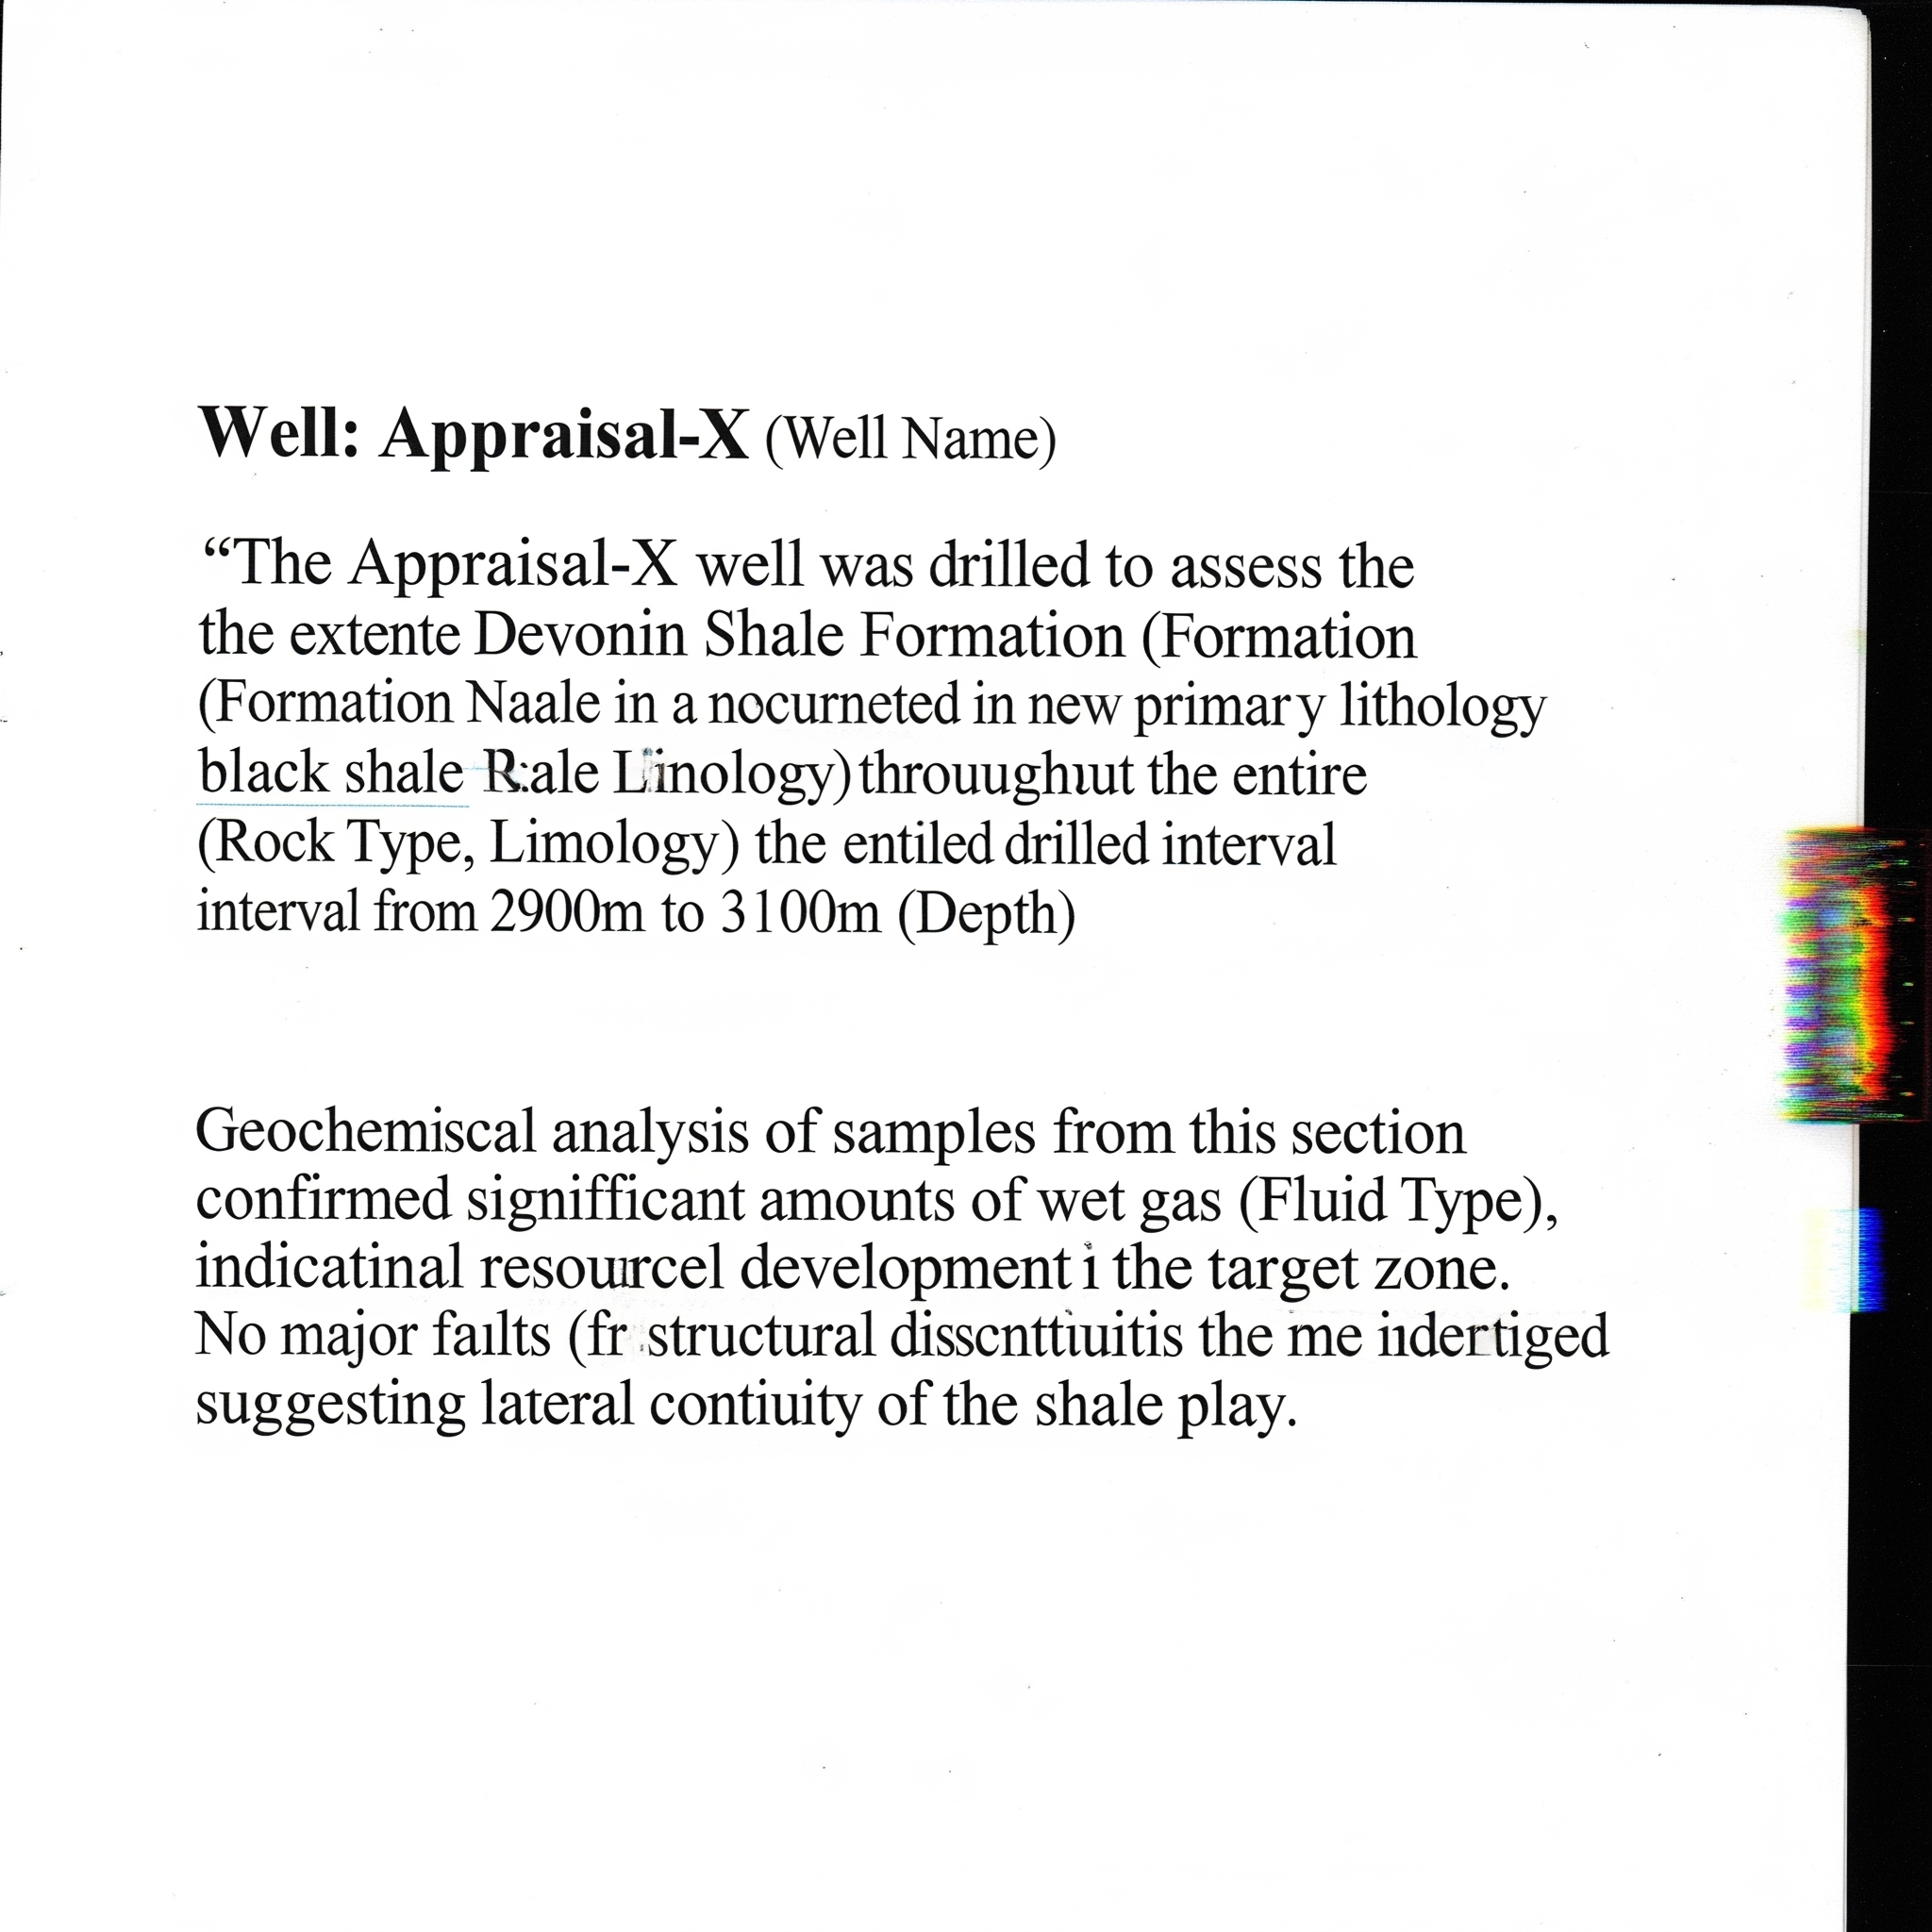 Well: Appraisal-X (Well Name)
“The Appraisal-X well was drilled to assess the
the extente Devonin Shale Formation (Formation
(Formation Naale in a nocurneted in new primary lithology
black shale R:ale Linology) throuughıut the entire
(Rock Type, Limology) the entiled drilled interval
interval from 2900m to 3100m (Depth)
Geochemiscal analysis of samples from this section
confirmed signifficant amounts of wet gas (Fluid Type),
indicatinal resourcel development i the target zone.
No major faılts (fr structural disscnttiuitis the me iidertiged
suggesting lateral contiuity of the shale play.